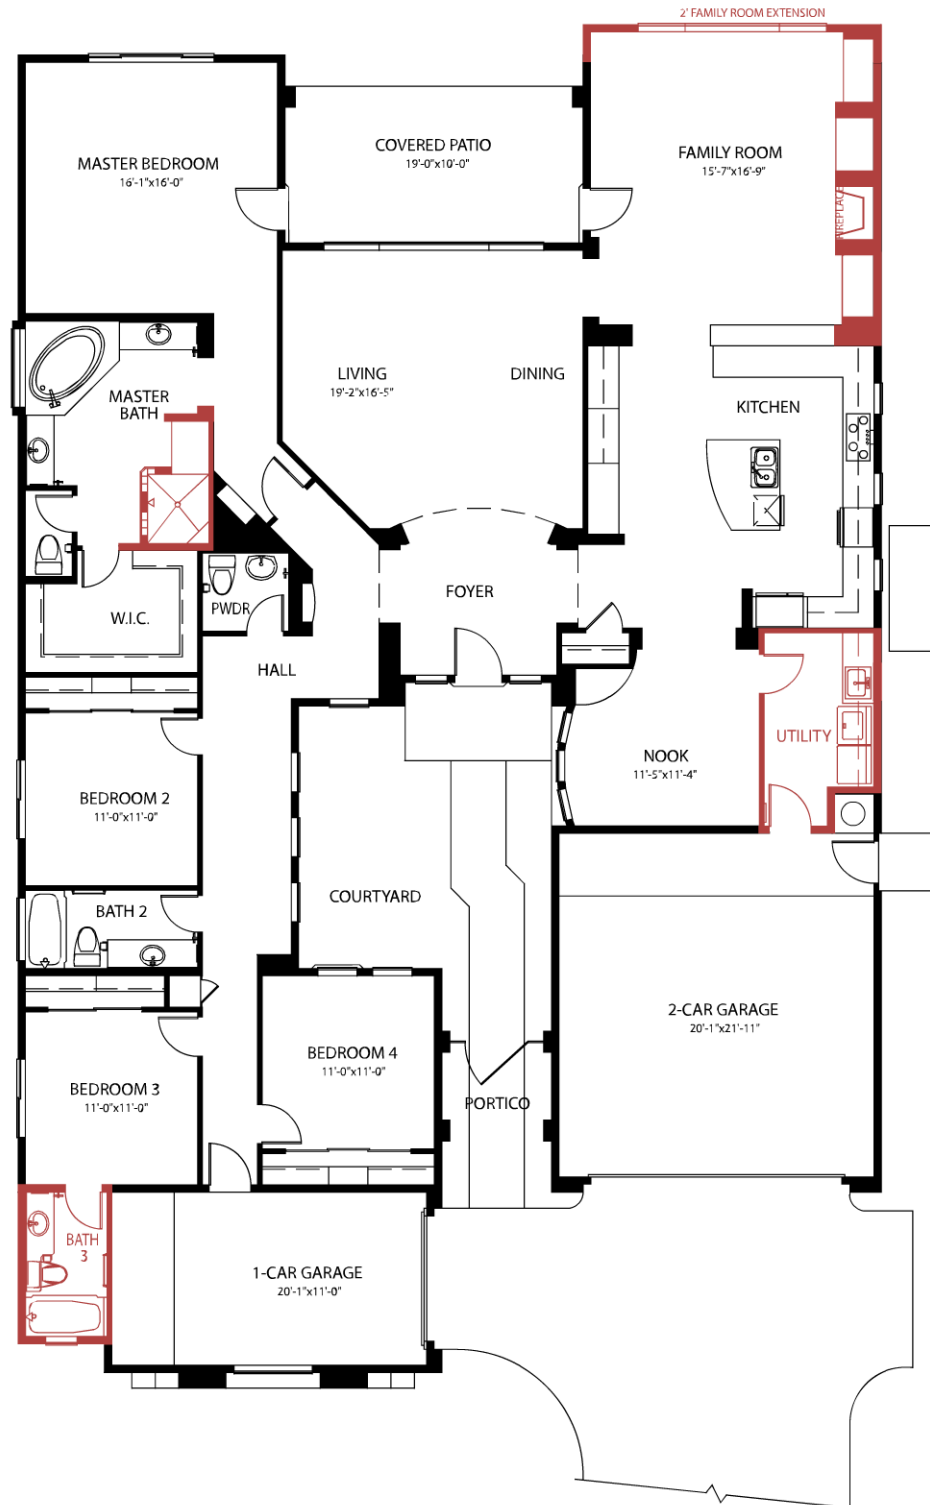 2' FAMILY ROOM EXTENSION
MASTER BEDROOM
16'-1"x16'-0"
COVERED PATIO
19'-0"x10'-0"
FAMILY ROOM
15'-7"x16'-9"
FIREPLACE
LIVING
19'-2"x16'-5"
DINING
MASTER
BATH
KITCHEN
FOYER
PWDR
W.I.C.
HALL
UTILITY
NOOK
11'-5"x11'-4"
BEDROOM 2
11'-0"x11'-0"
COURTYARD
BATH 2
2-CAR GARAGE
20'-1"x21'-11"
BEDROOM 4
11'-0"x11'-0"
BEDROOM 3
11'-0"x11'-0"
PORTICO
BATH
3
1-CAR GARAGE
20'-1"x11'-0"